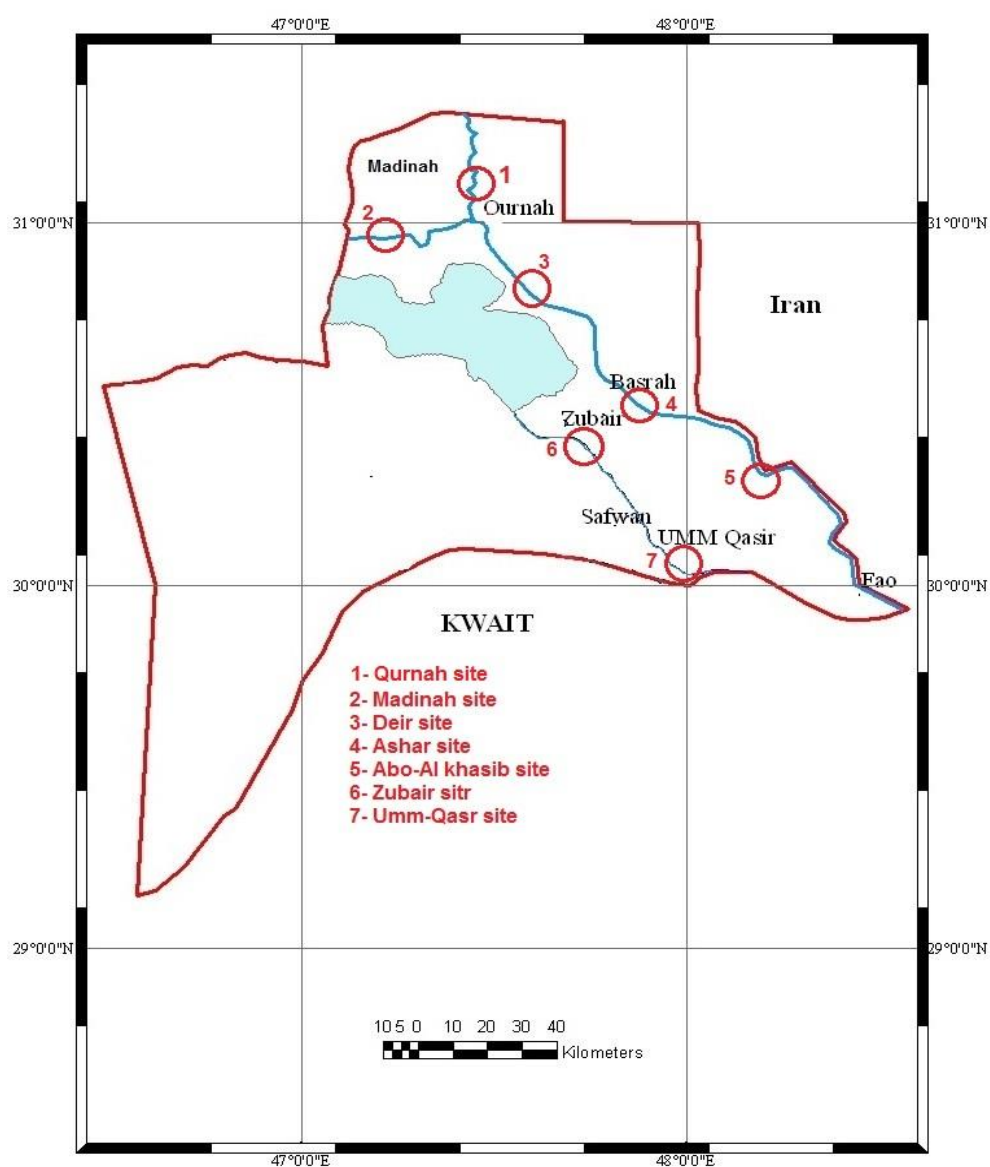 47°0'0"E
48°0'0"E
Madinah
1
Ournah
2
31°0'0"N
31°0'0"N
3
Iran
Basrah
4
Zubair
6
5
Safwan
UMM Qasir
7
30°0'0"N
30°0'0"N
Fao
KWAIT
1- Qurnah site
2- Madinah site
3- Deir site
4- Ashar site
5- Abo-Al khasib site
6- Zubair sitr
7- Umm-Qasr site
29°0'0"N
29°0'0"N
10 5 0 10 20 30 40
Kilometers
47°0'0"E
48°0'0"E